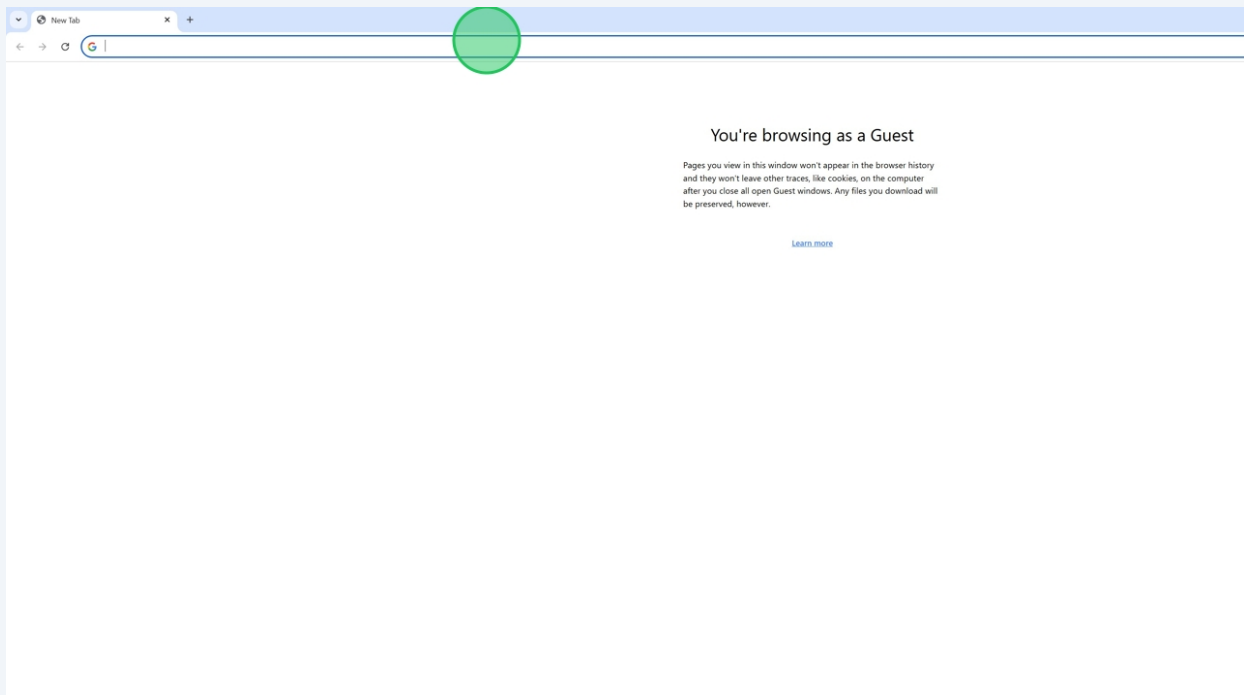 New Tab
You're browsing as a Guest
Pages you view in this window won't appear in the browser history
and they won't leave other traces, like cookies, on the computer
after you close all open Guest windows. Any files you download will
be preserved, however.
Learn more